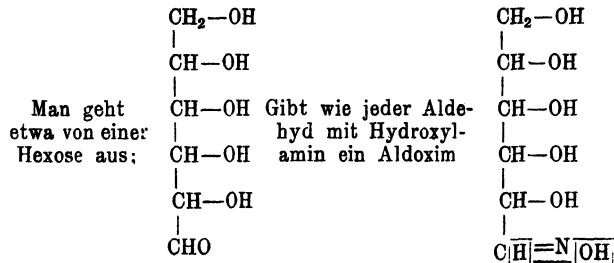 Man geht
etwa von einer
Hexose aus:
CH₂—OH
CH—OH
CH—OH
CH—OH
CH—OH
CHO
Gibt wie jeder Alde-
hyd mit Hydroxyl-
amin ein Aldoxim
CH₂—OH
CH—OH
CH—OH
CH—OH
CH—OH
C|H|=N|OH|